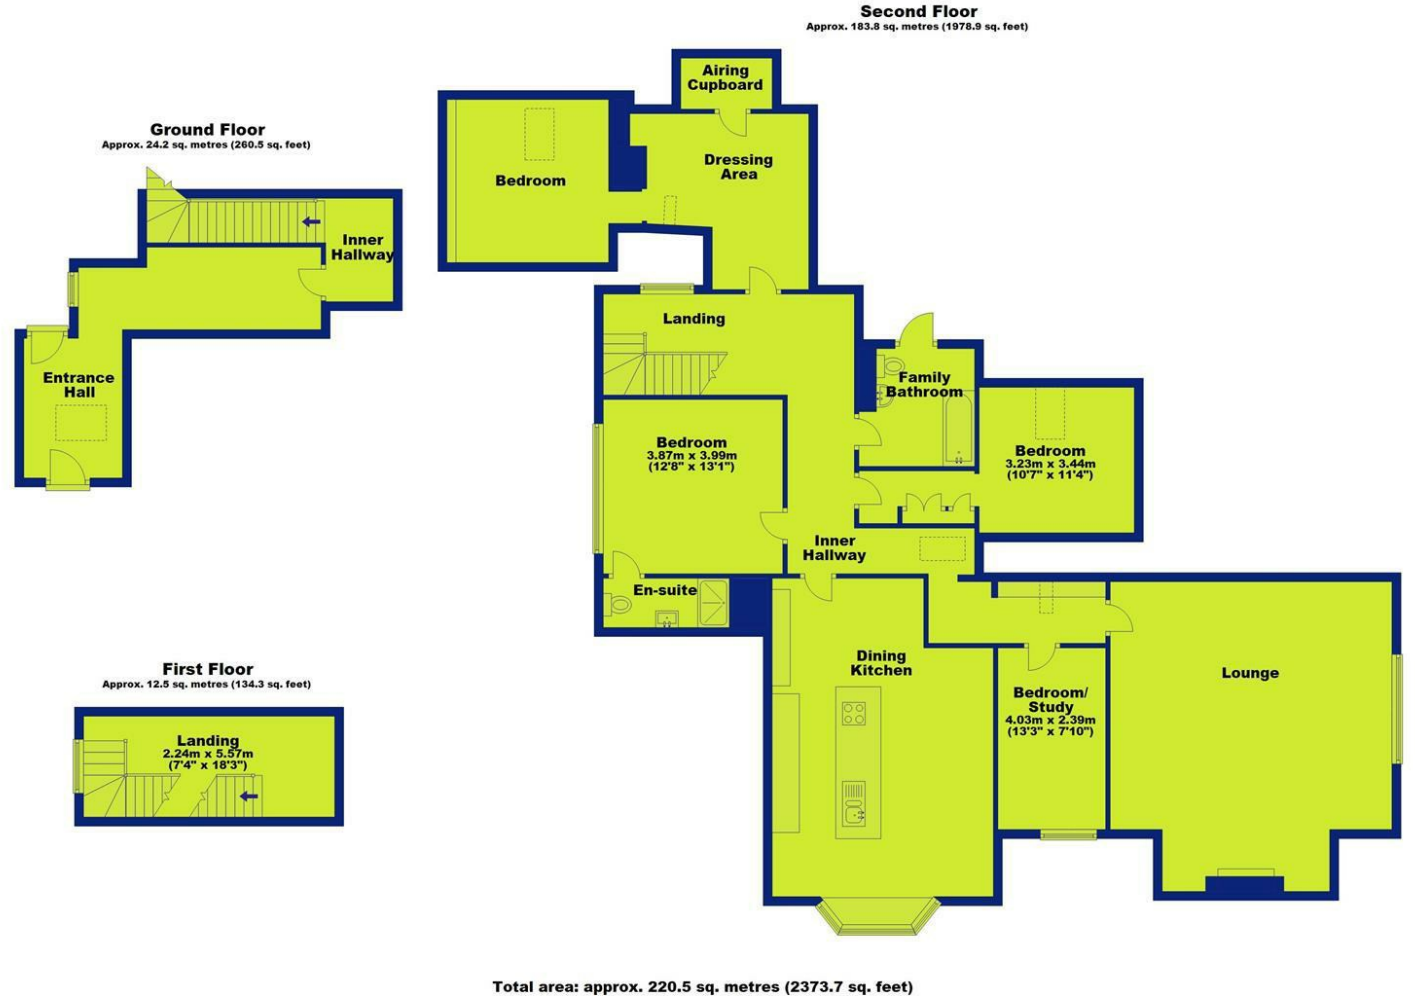 Second Floor
Approx. 183.8 sq. metres (1978.9 sq. feet)
Airing
Cupboard
Ground Floor
Approx. 24.2 sq. metres (260.5 sq. feet)
Dressing
Area
Bedroom
Inner
Hallway
Landing
Entrance
Hall
Family
Bathroom
Bedroom
3.87m x 3.99m
(12'8" x 13'1")
Bedroom
3.23m x 3.44m
(10'7" x 11'4")
Inner
Hallway
En-suite
First Floor
Approx. 12.5 sq. metres (134.3 sq. feet)
Dining
Kitchen
Lounge
Bedroom/
Study
4.03m x 2.39m
(13'3" x 7'10")
Landing
2.24m x 5.57m
(7'4" x 18'3")
Total area: approx. 220.5 sq. metres (2373.7 sq. feet)